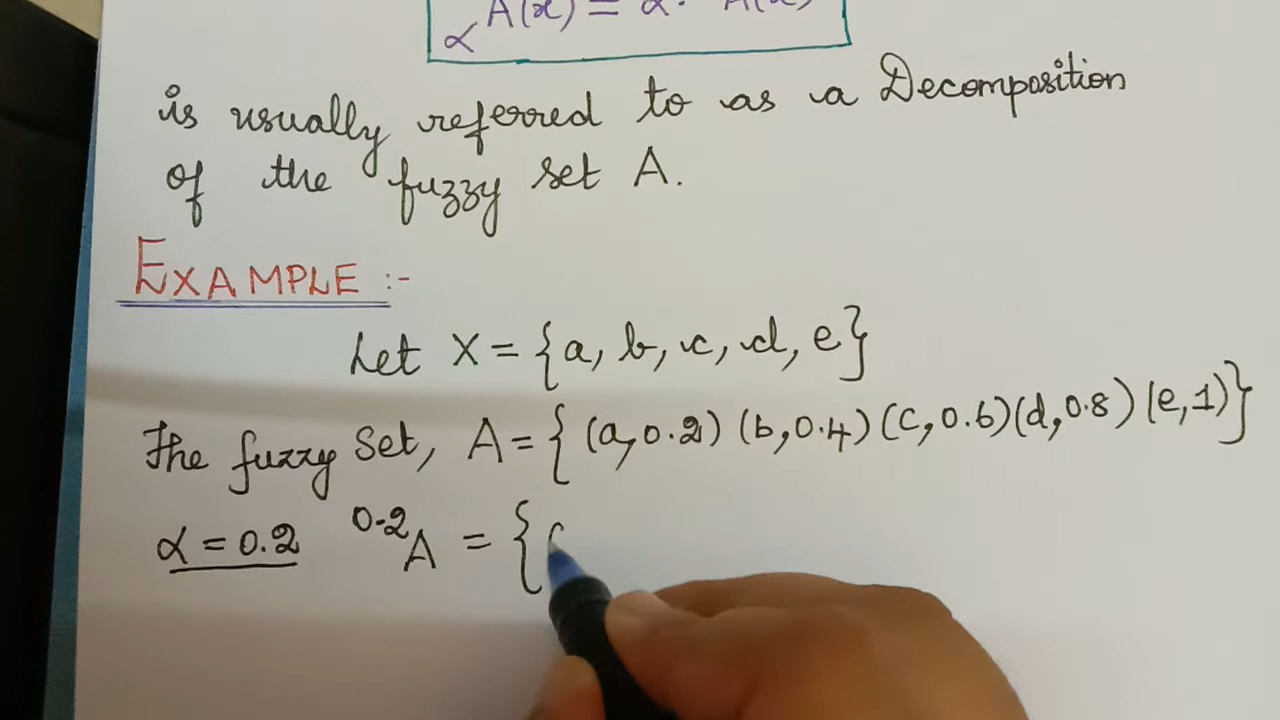 αA(x) = α · A(x)
is usually referred to as a Decomposition
of the fuzzy set A.
EXAMPLE :-
Let X = {a, b, c, d, e}
The fuzzy set, A = { (a,0.2) (b,0.4) (c,0.6) (d,0.8) (e,1)}
α = 0.2 0.2A = {